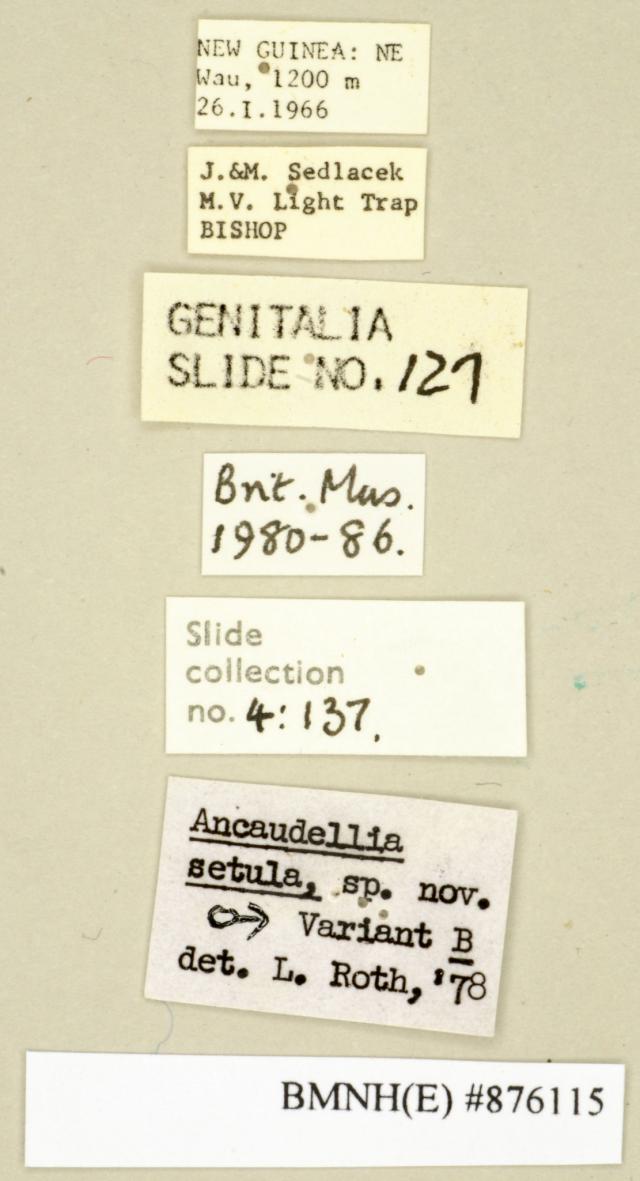 NEW GUINEA: NE
Wau, 1200 m
26.I.1966
J.&M. Sedlacek
M.V. Light Trap
BISHOP
GENITALIA
SLIDE NO. 127
Brit. Mus.
1980-86.
Slide
collection
no. 4:137.
Ancaudellia
setula, sp. nov.
♂ Variant B
det. L. Roth, '78
BMNH(E) #876115